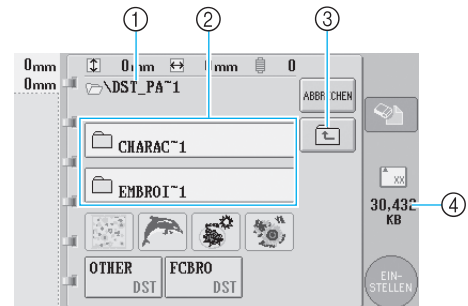 ① ② ③
0mm 0mm 0mm 0
0mm \DST_PA~1
ABBRECHEN
CHARAC~1
XX
EMBROI~1
30,432 ④
KB
OTHER FCBRO
DST DST
EIN-
STELLEN